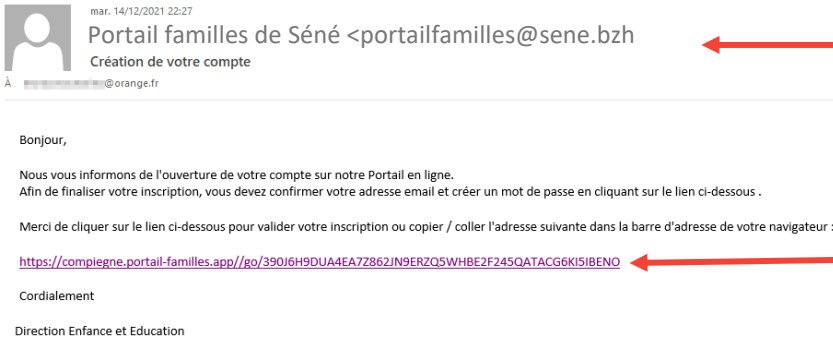 mar. 14/12/2021 22:27
Portail familles de Séné <portailfamilles@sene.bzh
Création de votre compte
À @orange.fr
Bonjour,
Nous vous informons de l'ouverture de votre compte sur notre Portail en ligne.
Afin de finaliser votre inscription, vous devez confirmer votre adresse email et créer un mot de passe en cliquant sur le lien ci-dessous .
Merci de cliquer sur le lien ci-dessous pour valider votre inscription ou copier / coller l'adresse suivante dans la barre d'adresse de votre navigateur :
https://compiegne.portail-familles.app//go/390J6H9DUA4EA7Z862JN9ERZQ5WHBE2F245QATACG6KI5IBENO
Cordialement
Direction Enfance et Education